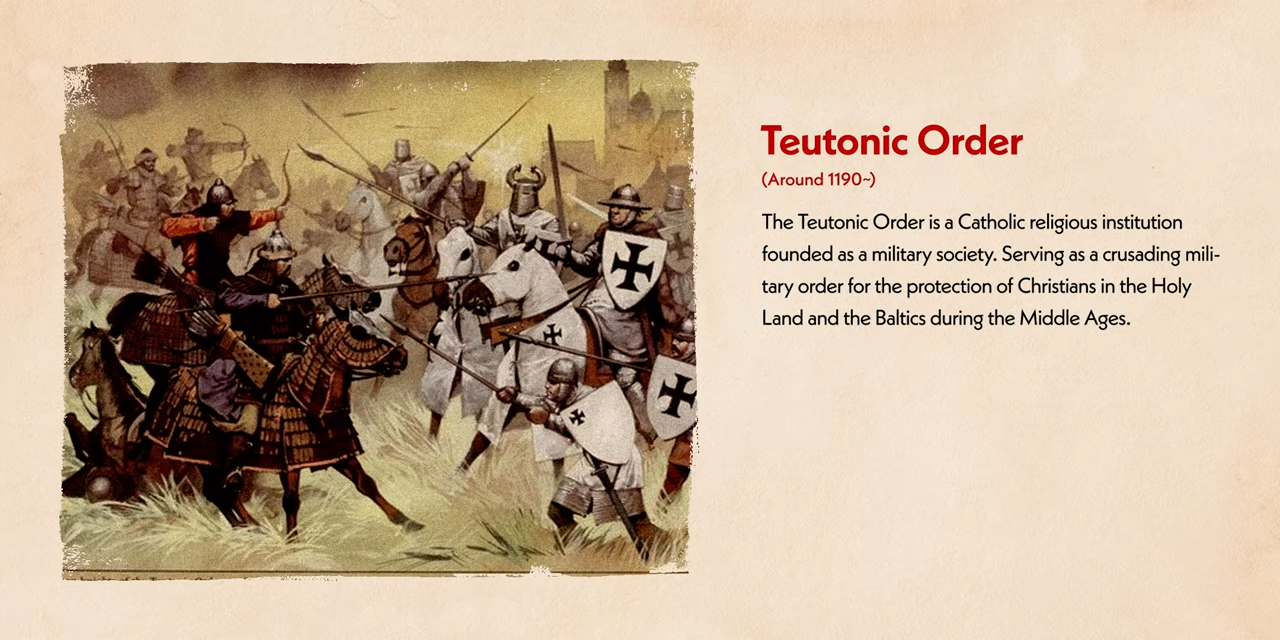 Teutonic Order
(Around 1190~)
The Teutonic Order is a Catholic religious institution
founded as a military society. Serving as a crusading mili-
tary order for the protection of Christians in the Holy
Land and the Baltics during the Middle Ages.